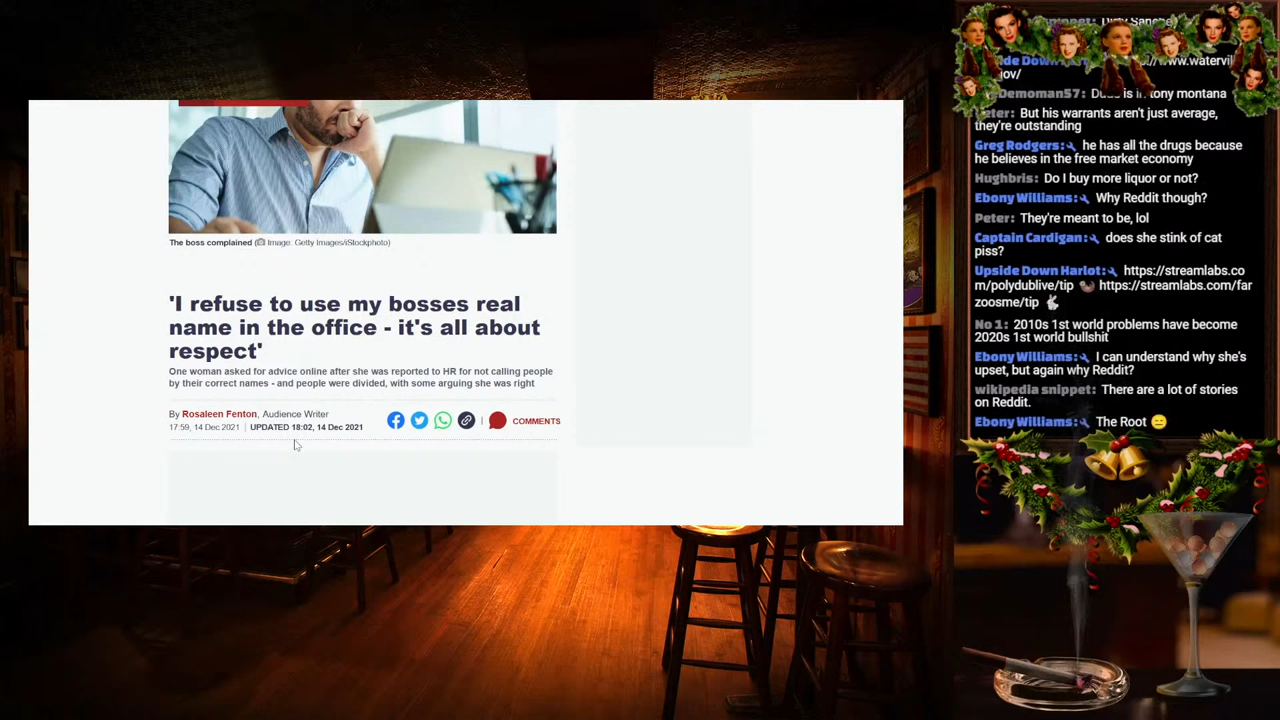 The boss complained ( Image: Getty Images/iStockphoto)
'I refuse to use my bosses real
name in the office - it's all about
respect'
One woman asked for advice online after she was reported to HR for not calling people
by their correct names - and people were divided, with some arguing she was right
By Rosaleen Fenton, Audience Writer
17:59, 14 Dec 2021 | UPDATED 18:02, 14 Dec 2021
| COMMENTS
gov/
Demoman57: Dude is in tony montana
Peter: But his warrants aren't just average,
they're outstanding
Greg Rodgers: he has all the drugs because
he believes in the free market economy
Hughbris: Do I buy more liquor or not?
Ebony Williams: Why Reddit though?
Peter: They're meant to be, lol
Captain Cardigan: does she stink of cat
piss?
Upside Down Harlot: https://streamlabs.co
m/polydublive/tip https://streamlabs.com/far
zoosme/tip
No 1: 2010s 1st world problems have become
2020s 1st world bullshit
Ebony Williams: I can understand why she's
upset, but again why Reddit?
wikipedia snippet: There are a lot of stories
on Reddit.
Ebony Williams: The Root